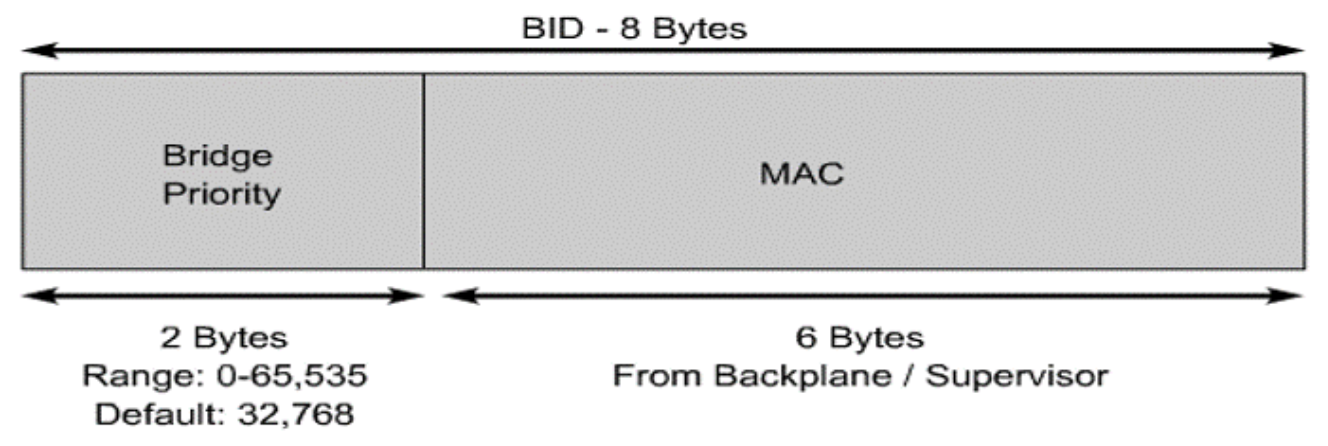 BID - 8 Bytes
Bridge
Priority
MAC
2 Bytes
Range: 0-65,535
Default: 32,768
6 Bytes
From Backplane / Supervisor